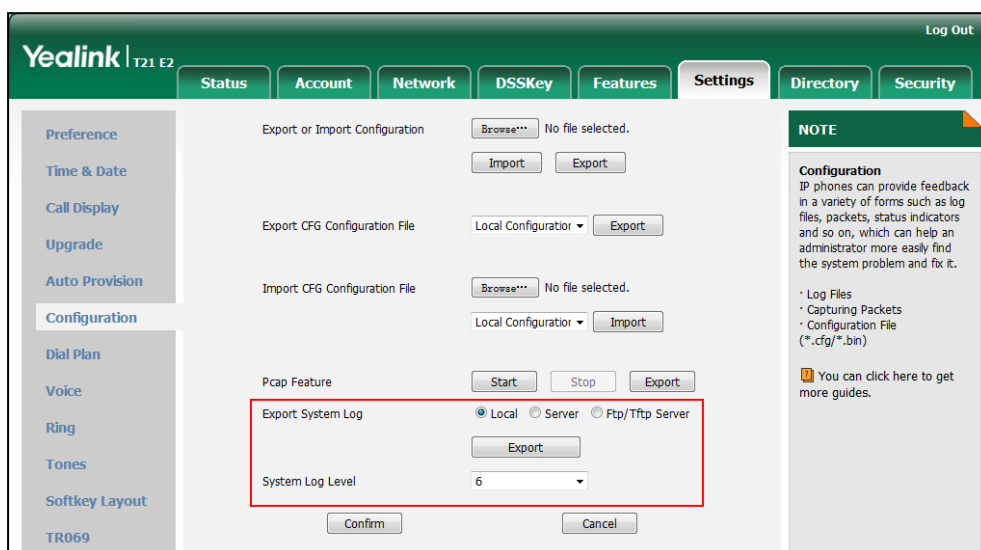 Log Out
Yealink | T21 E2
Status Account Network DSSKey Features Settings Directory Security
Preference
Time & Date
Call Display
Upgrade
Auto Provision
Configuration
Dial Plan
Voice
Ring
Tones
Softkey Layout
TR069
Export or Import Configuration Browse... No file selected.
Import Export
Export CFG Configuration File Local Configuration Export
Import CFG Configuration File Browse... No file selected.
Local Configuration Import
Pcap Feature Start Stop Export
Export System Log Local Server Ftp/Tftp Server
Export
System Log Level 6
Confirm Cancel
NOTE
Configuration
IP phones can provide feedback
in a variety of forms such as log
files, packets, status indicators
and so on, which can help an
administrator more easily find
the system problem and fix it.
· Log Files
· Capturing Packets
· Configuration File
(*.cfg/*.bin)
? You can click here to get
more guides.